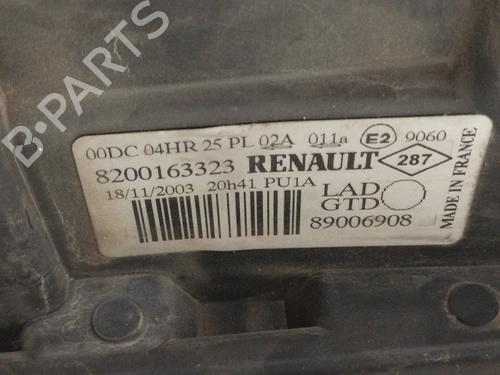 00DC 04HR 25 PL 02A 011a E2 9060
8200163323 RENAULT 287
18/11/2003 20h41 PU1A
LAD
GTD
89006908
MADE IN FRANCE
B-PARTS